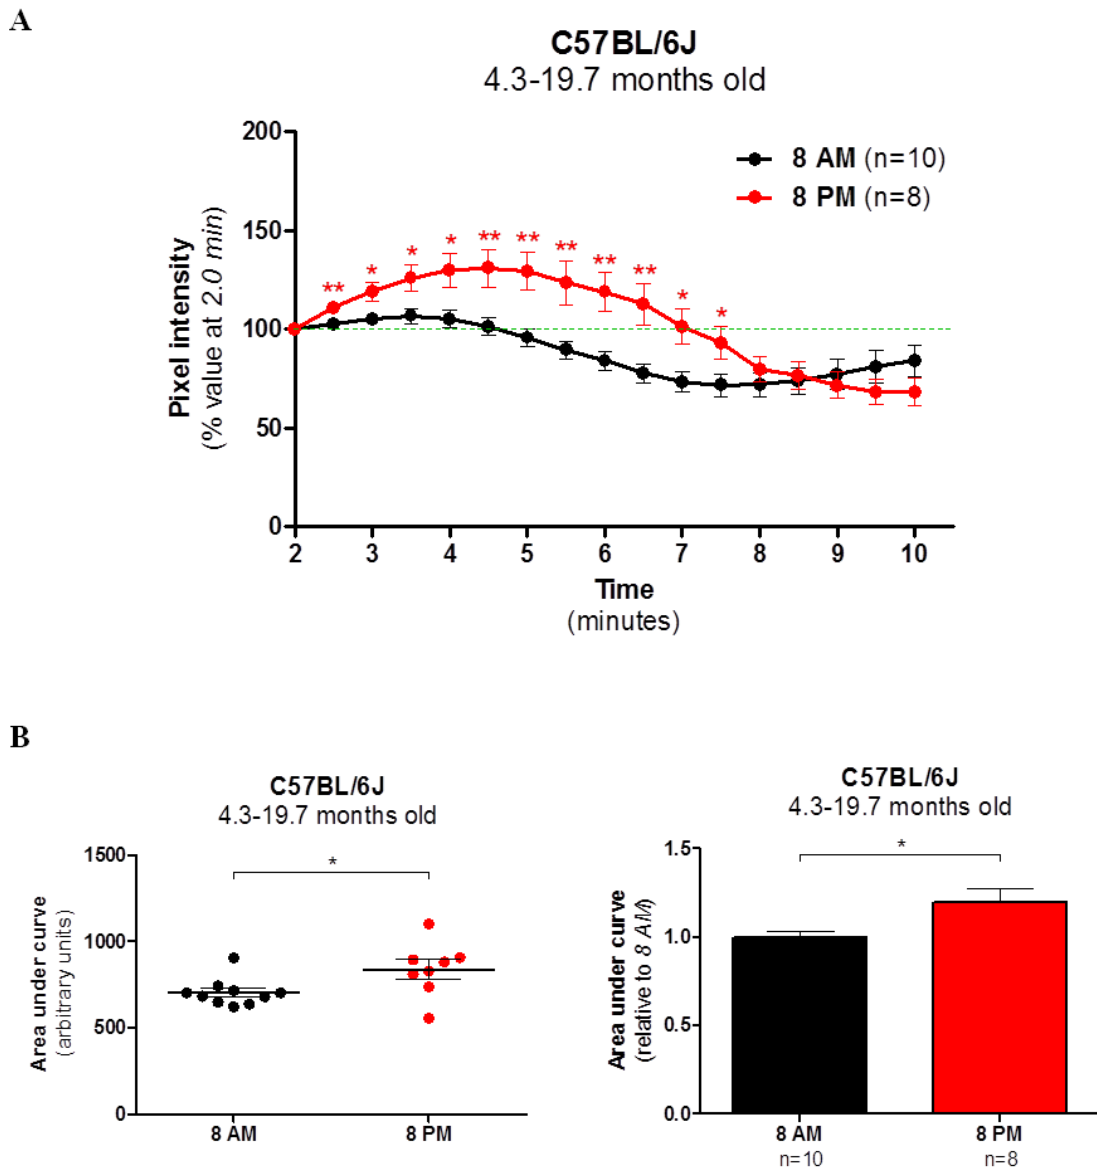 A
C57BL/6J
4.3-19.7 months old
200
150
100
50
0
Pixel intensity
(% value at 2.0 min)
8 AM (n=10)
8 PM (n=8)
** * * * ** ** ** ** ** * *
2 3 4 5 6 7 8 9 10
Time
(minutes)
B
C57BL/6J
4.3-19.7 months old
1500
1000
500
0
Area under curve
(arbitrary units)
*
8 AM 8 PM
C57BL/6J
4.3-19.7 months old
1.5
1.0
0.5
0.0
Area under curve
(relative to 8 AM)
*
8 AM 8 PM
n=10 n=8